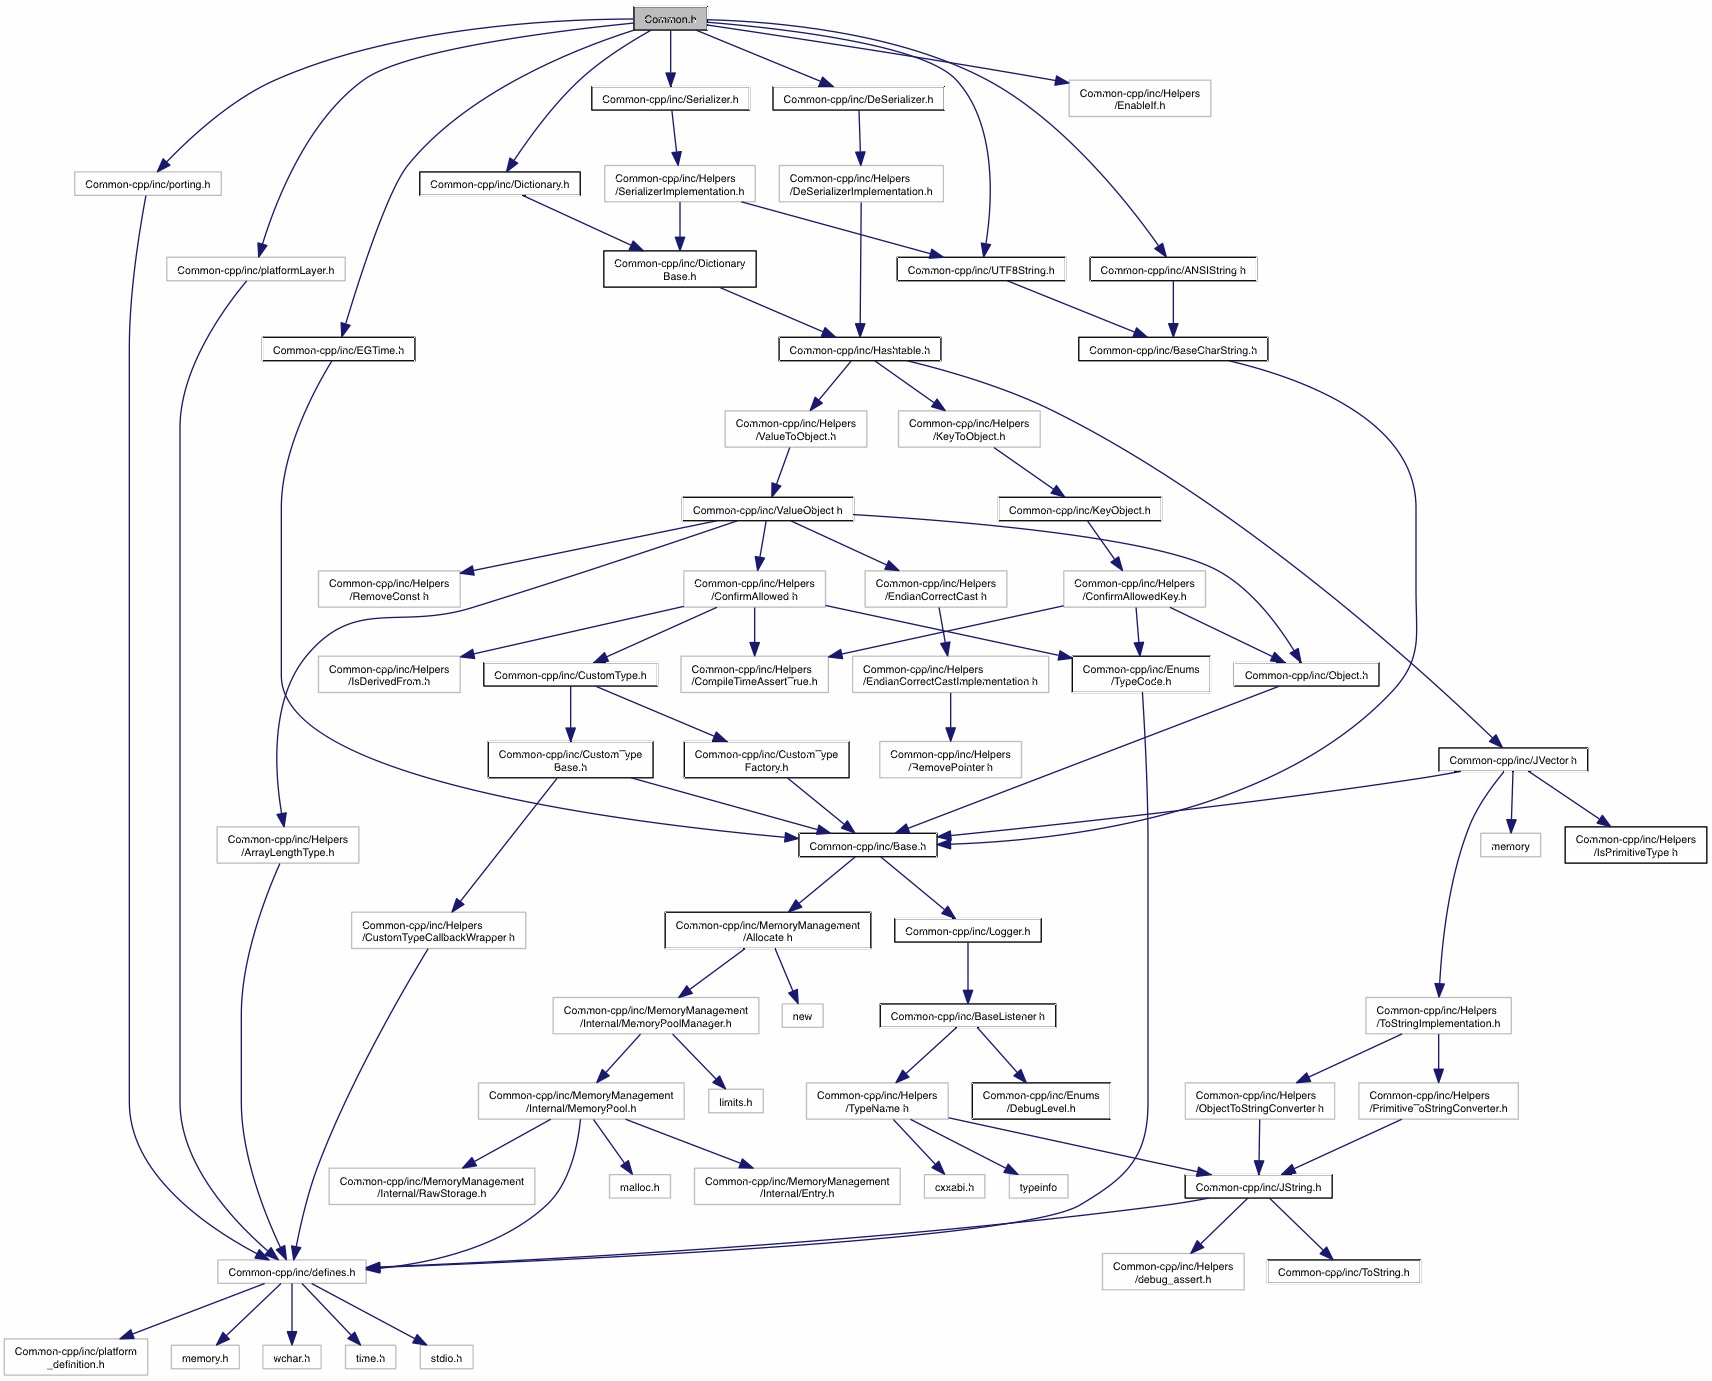 Common.h
Common-cpp/inc/Serializer.h
Common-cpp/inc/DeSerializer.h
Common-cpp/inc/Helpers
/EnableIf.h
Common-cpp/inc/porting.h
Common-cpp/inc/Dictionary.h
Common-cpp/inc/Helpers
/SerializerImplementation.h
Common-cpp/inc/Helpers
/DeSerializerImplementation.h
Common-cpp/inc/platformLayer.h
Common-cpp/inc/Dictionary
Base.h
Common-cpp/inc/UTF8String.h
Common-cpp/inc/ANSIString.h
Common-cpp/inc/EGTime.h
Common-cpp/inc/Hashtable.h
Common-cpp/inc/BaseCharString.h
Common-cpp/inc/Helpers
/ValueToObject.h
Common-cpp/inc/Helpers
/KeyToObject.h
Common-cpp/inc/ValueObject.h
Common-cpp/inc/KeyObject.h
Common-cpp/inc/Helpers
/RemoveConst.h
Common-cpp/inc/Helpers
/ConfirmAllowed.h
Common-cpp/inc/Helpers
/EndianCorrectCast.h
Common-cpp/inc/Helpers
/ConfirmAllowedKey.h
Common-cpp/inc/Helpers
/IsDerivedFrom.h
Common-cpp/inc/CustomType.h
Common-cpp/inc/Helpers
/CompileTimeAssertTrue.h
Common-cpp/inc/Helpers
/EndianCorrectCastImplementation.h
Common-cpp/inc/Enums
/TypeCode.h
Common-cpp/inc/Object.h
Common-cpp/inc/CustomType
Base.h
Common-cpp/inc/CustomType
Factory.h
Common-cpp/inc/Helpers
/RemovePointer.h
Common-cpp/inc/JVector.h
Common-cpp/inc/Helpers
/ArrayLengthType.h
Common-cpp/inc/Base.h
memory
Common-cpp/inc/Helpers
/IsPrimitiveType.h
Common-cpp/inc/Helpers
/CustomTypeCallbackWrapper.h
Common-cpp/inc/MemoryManagement
/Allocate.h
Common-cpp/inc/Logger.h
Common-cpp/inc/MemoryManagement
/Internal/MemoryPoolManager.h
new
Common-cpp/inc/BaseListener.h
Common-cpp/inc/Helpers
/ToStringImplementation.h
Common-cpp/inc/MemoryManagement
/Internal/MemoryPool.h
limits.h
Common-cpp/inc/Helpers
/TypeName.h
Common-cpp/inc/Enums
/DebugLevel.h
Common-cpp/inc/Helpers
/ObjectToStringConverter.h
Common-cpp/inc/Helpers
/PrimitiveToStringConverter.h
Common-cpp/inc/MemoryManagement
/Internal/RawStorage.h
malloc.h
Common-cpp/inc/MemoryManagement
/Internal/Entry.h
cxxabi.h
typeinfo
Common-cpp/inc/JString.h
Common-cpp/inc/defines.h
Common-cpp/inc/Helpers
/debug_assert.h
Common-cpp/inc/ToString.h
Common-cpp/inc/platform
_definition.h
memory.h
wchar.h
time.h
stdio.h